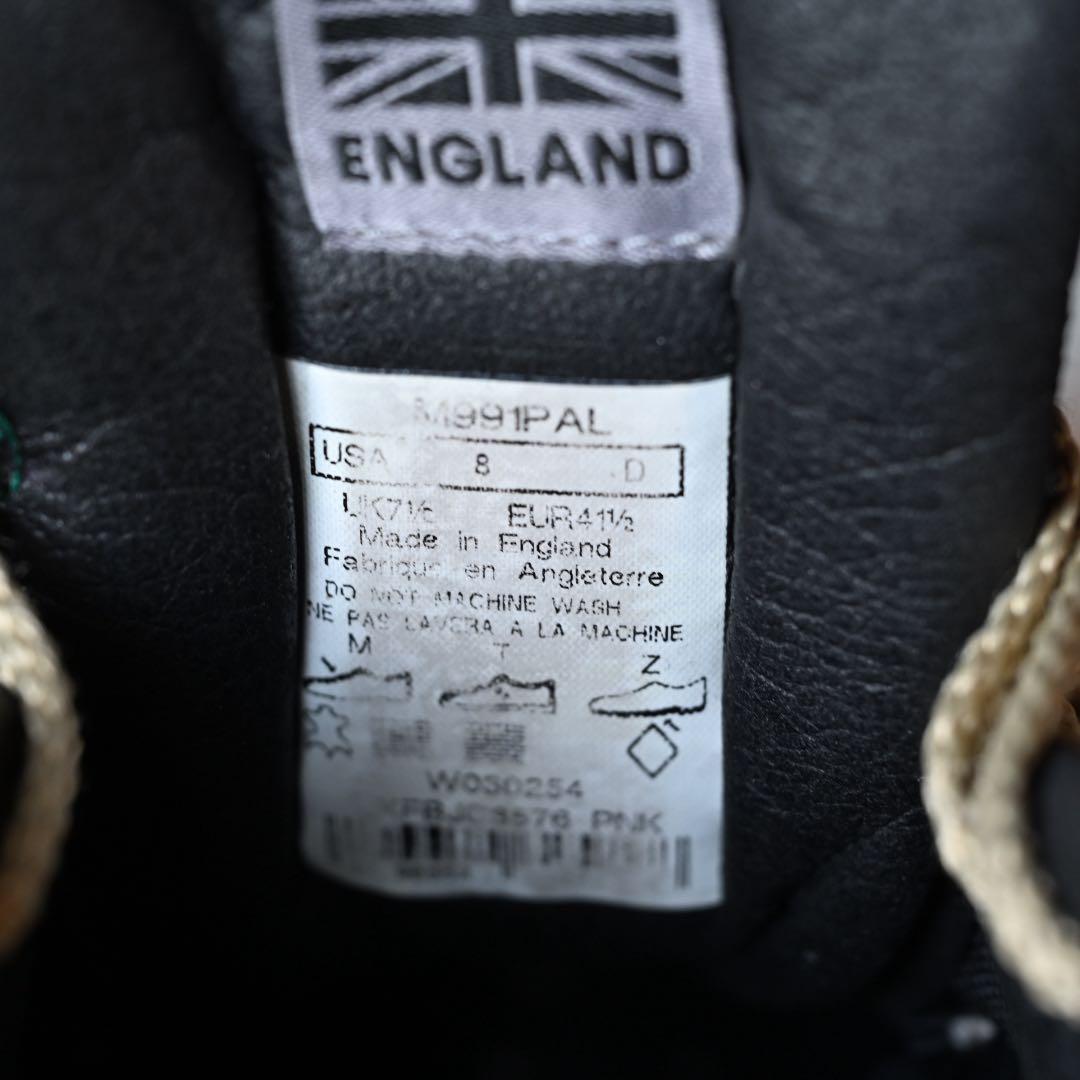 ENGLAND
M991PAL
USA 8 D
UK7½ EUR41½
Made in England
Fabriqué en Angleterre
DO NOT MACHINE WASH
NE PAS LAVERA A LA MACHINE
M T Z
W030254
PNK